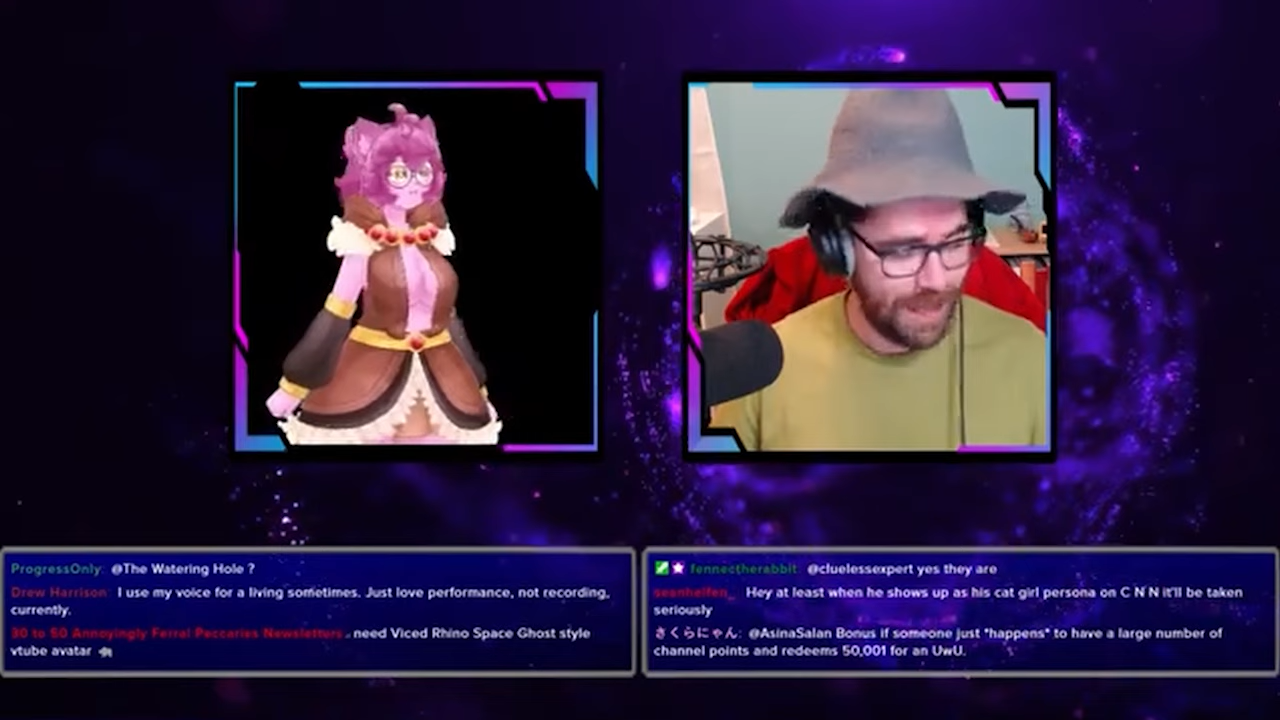 ProgressOnly: @The Watering Hole ?
Drew Harrison: I use my voice for a living sometimes. Just love performance, not recording,
currently.
30 to 50 Annoyingly Ferral Peccaries Newsletters: need Viced Rhino Space Ghost style
vtube avatar
fennectherabbit: @cluelessexpert yes they are
seanhelfen_: Hey at least when he shows up as his cat girl persona on C N N it'll be taken
seriously
さくらにゃん: @AsinaSalan Bonus if someone just *happens* to have a large number of
channel points and redeems 50,001 for an UwU.